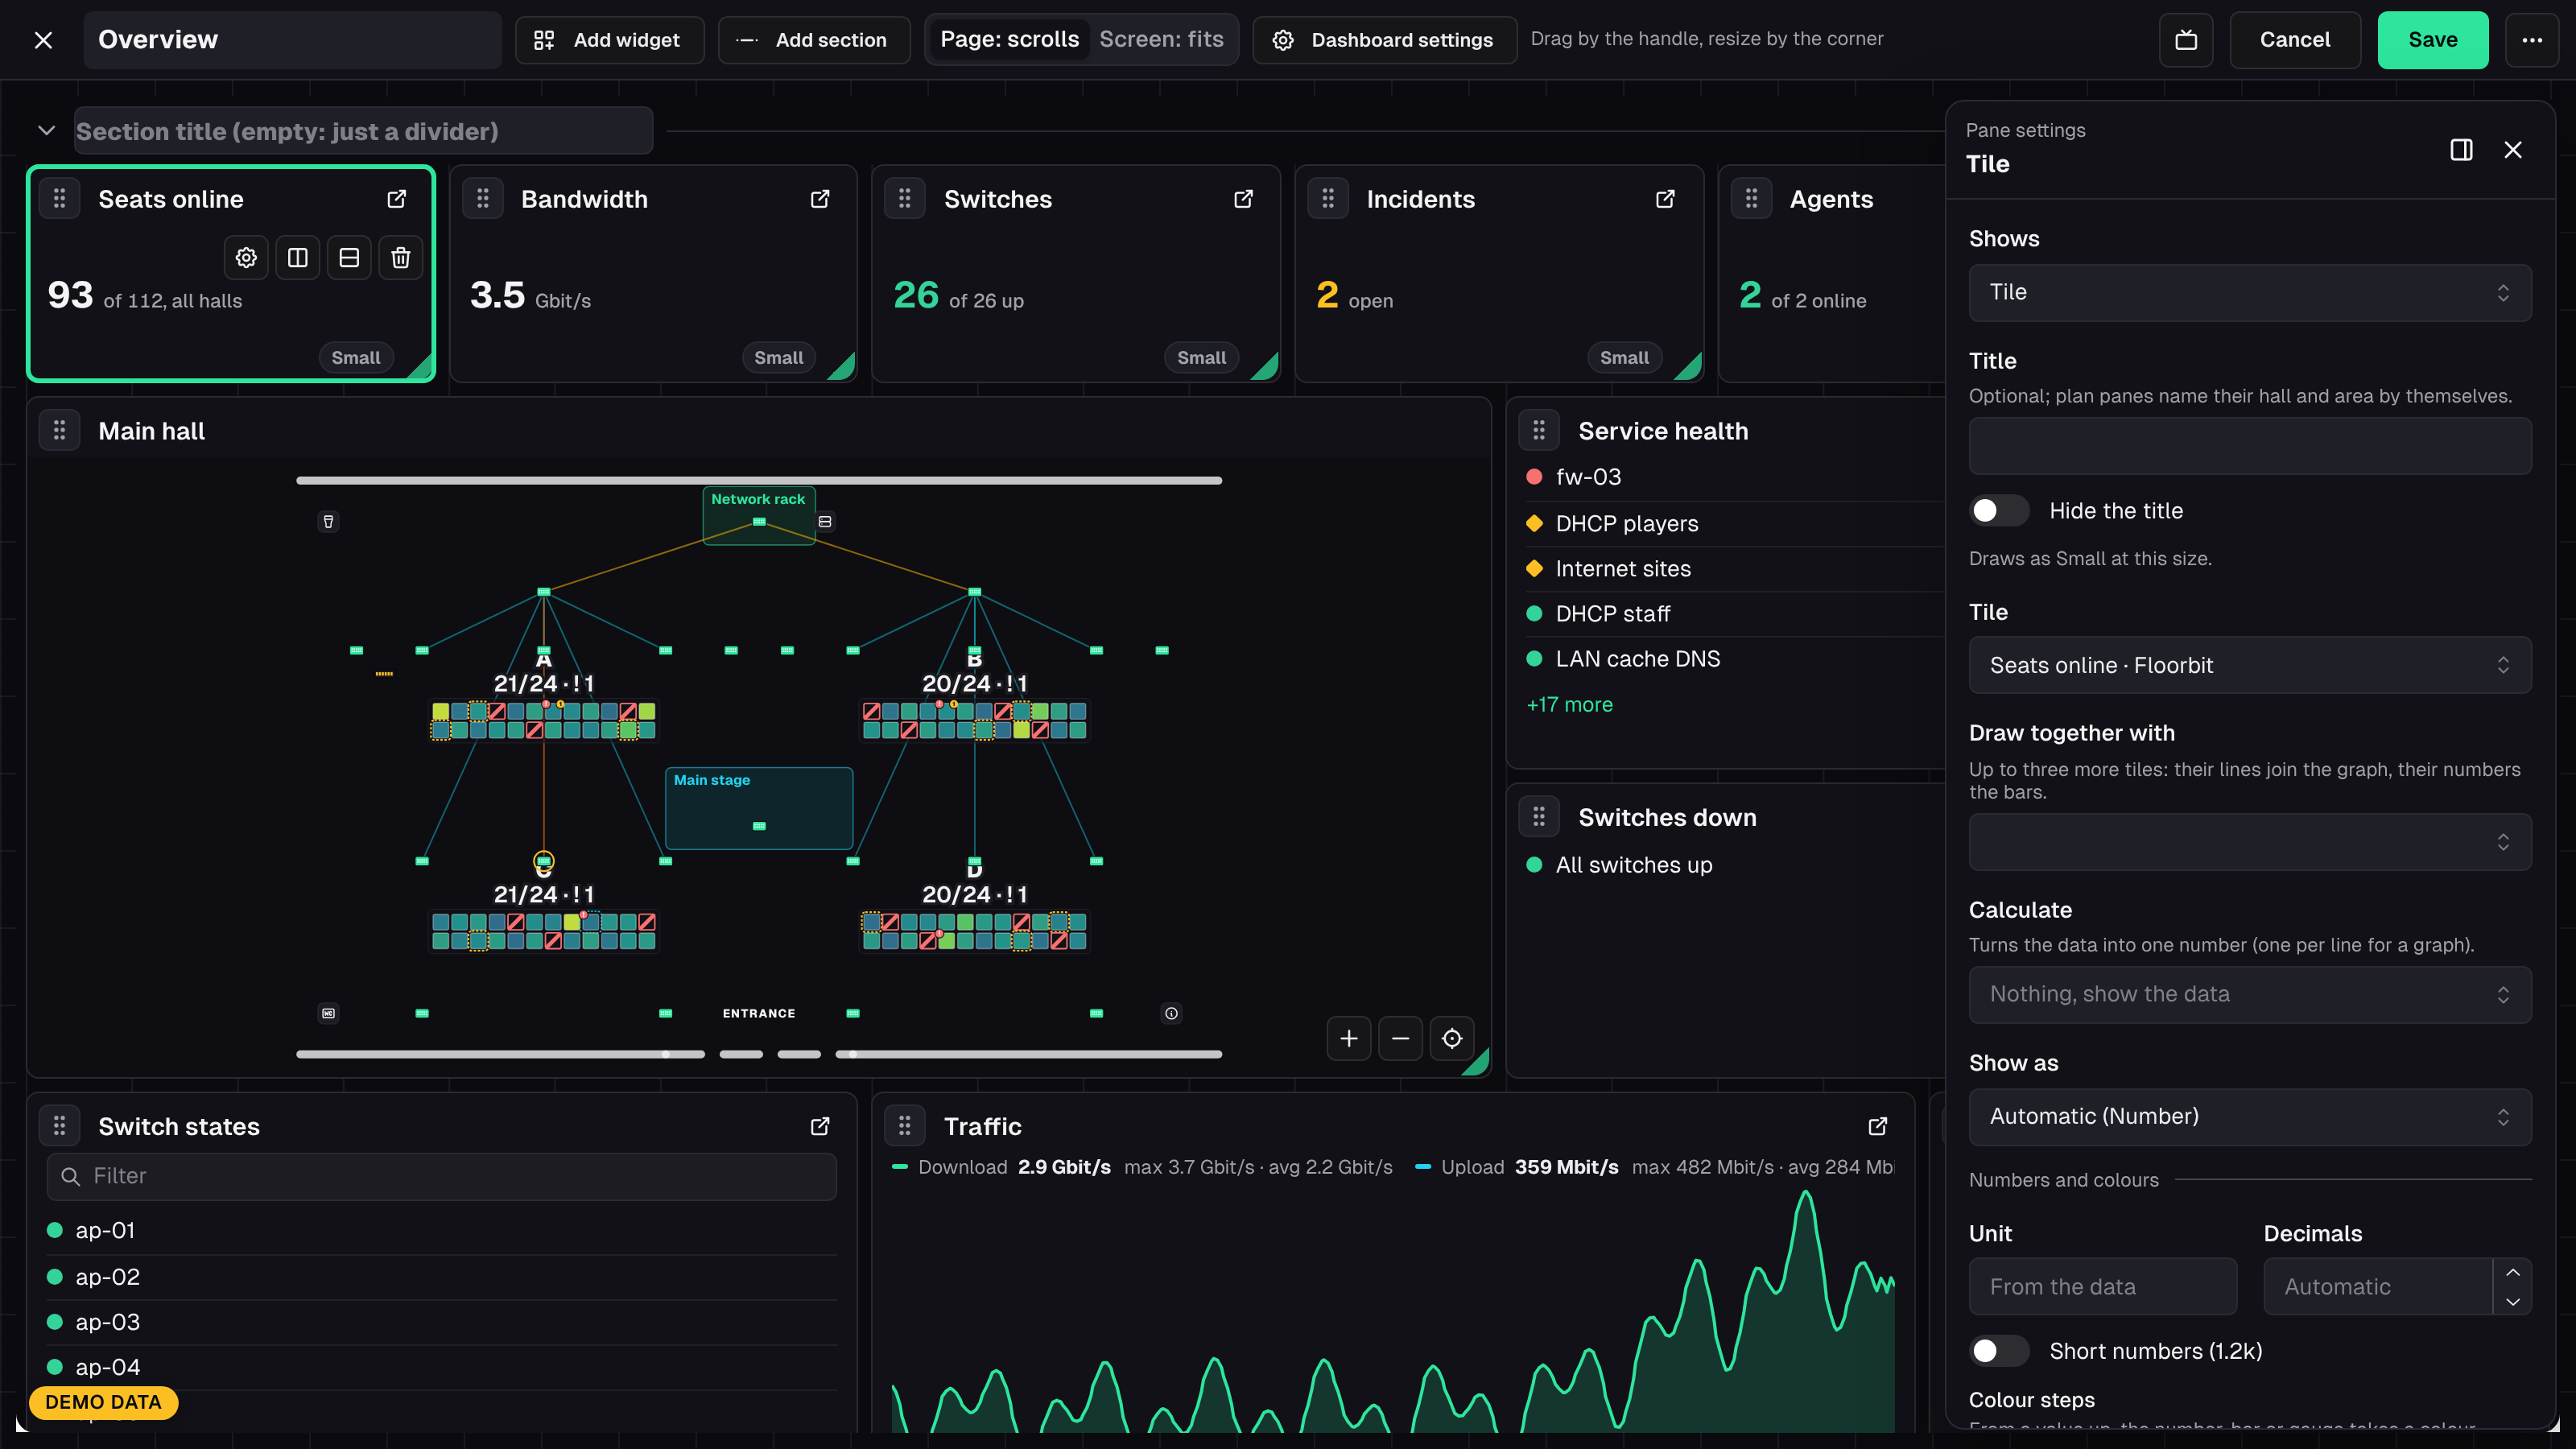 Overview
Add widget
Add section
Page: scrolls
Screen: fits
Dashboard settings
Drag by the handle, resize by the corner
Cancel
Save
Section title (empty: just a divider)
Seats online
93 of 112, all halls
Small
Bandwidth
3.5 Gbit/s
Small
Switches
26 of 26 up
Small
Incidents
2 open
Small
Agents
2 of 2 online
Main hall
Network rack
A
21/24 · ! 1
B
20/24 · ! 1
Main stage
21/24 · ! 1
D
20/24 · ! 1
WC
ENTRANCE
Service health
fw-03
DHCP players
Internet sites
DHCP staff
LAN cache DNS
+17 more
Switches down
All switches up
Switch states
Filter
ap-01
ap-02
ap-03
ap-04
DEMO DATA
Traffic
Download 2.9 Gbit/s max 3.7 Gbit/s · avg 2.2 Gbit/s
Upload 359 Mbit/s max 482 Mbit/s · avg 284 Mb
Pane settings
Tile
Shows
Tile
Title
Optional; plan panes name their hall and area by themselves.
Hide the title
Draws as Small at this size.
Tile
Seats online · Floorbit
Draw together with
Up to three more tiles: their lines join the graph, their numbers
the bars.
Calculate
Turns the data into one number (one per line for a graph).
Nothing, show the data
Show as
Automatic (Number)
Numbers and colours
Unit
Decimals
From the data
Automatic
Short numbers (1.2k)
Colour steps
From a value up, the number, bar or gauge takes a colour